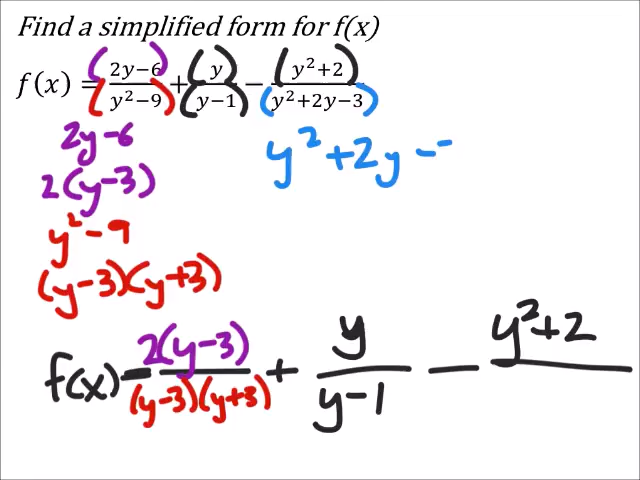 Find a simplified form for f(x)
f(x) = (2y−6)/(y²−9) + (y)/(y−1) − (y²+2)/(y²+2y−3)
2y-6
2(y-3)
y²-9
(y-3)(y+3)
y²+2y-
f(x)= 2(y-3)/(y-3)(y+3) + y/y-1 - y²+2/